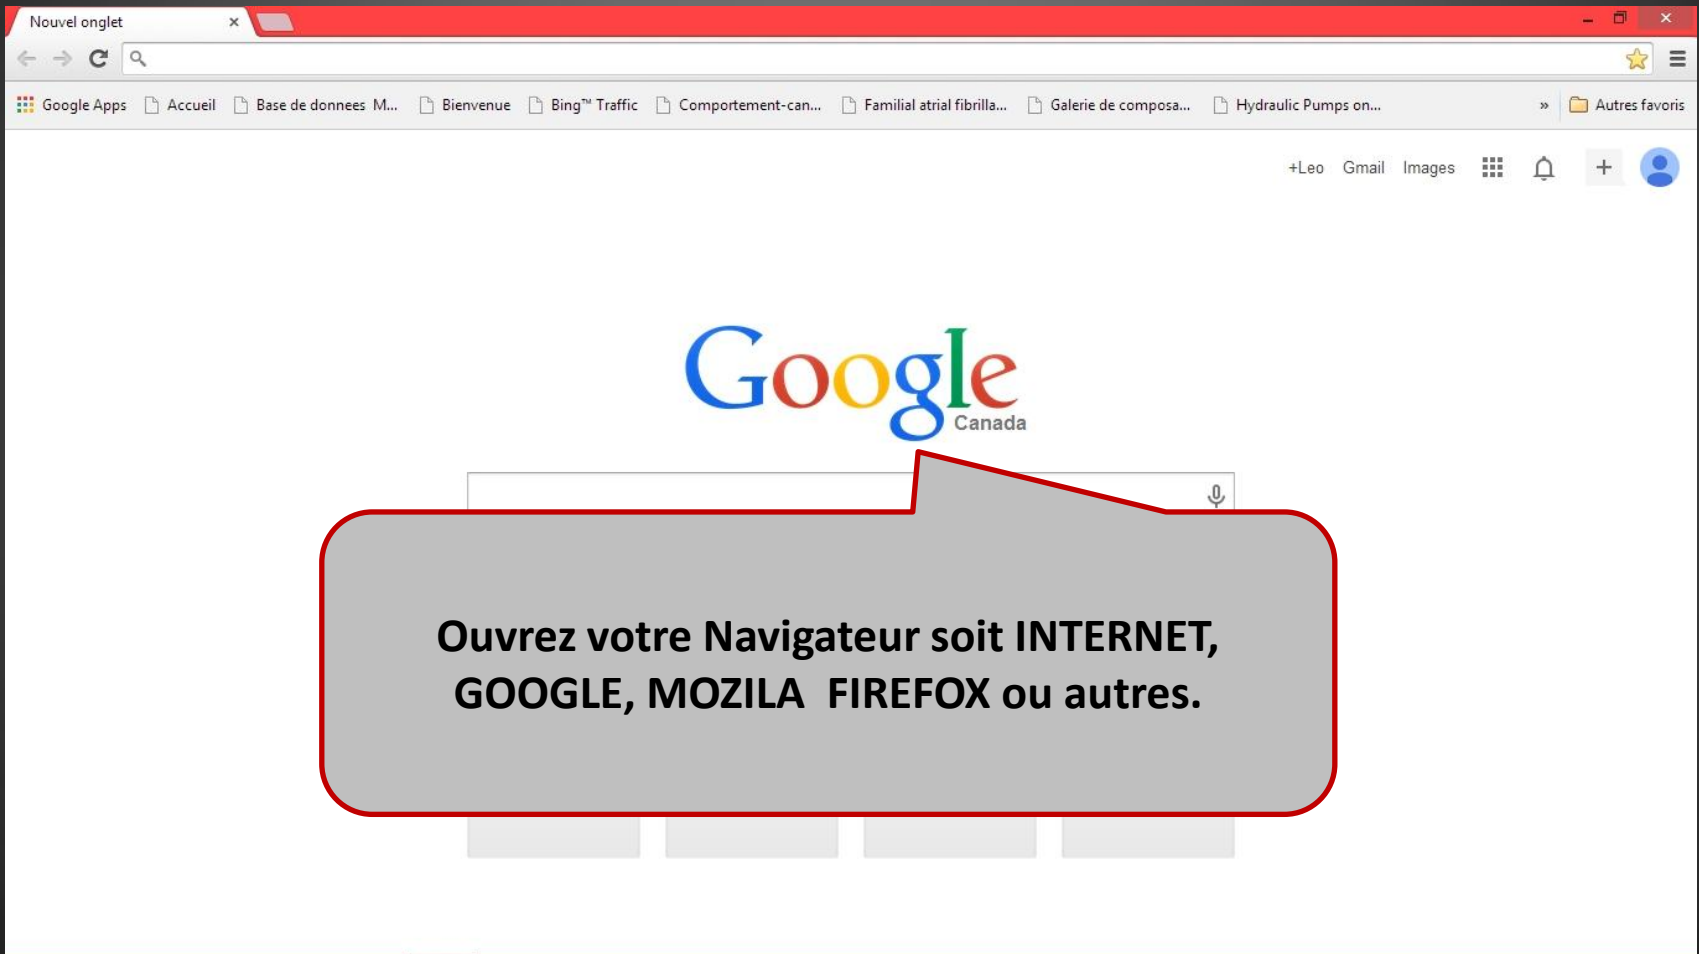 Nouvel onglet
Google Apps Accueil Base de donnees M... Bienvenue Bing™ Traffic Comportement-can... Familial atrial fibrilla... Galerie de composa... Hydraulic Pumps on... » Autres favoris
+Leo Gmail Images
Google
Canada
Ouvrez votre Navigateur soit INTERNET,
GOOGLE, MOZILA FIREFOX ou autres.